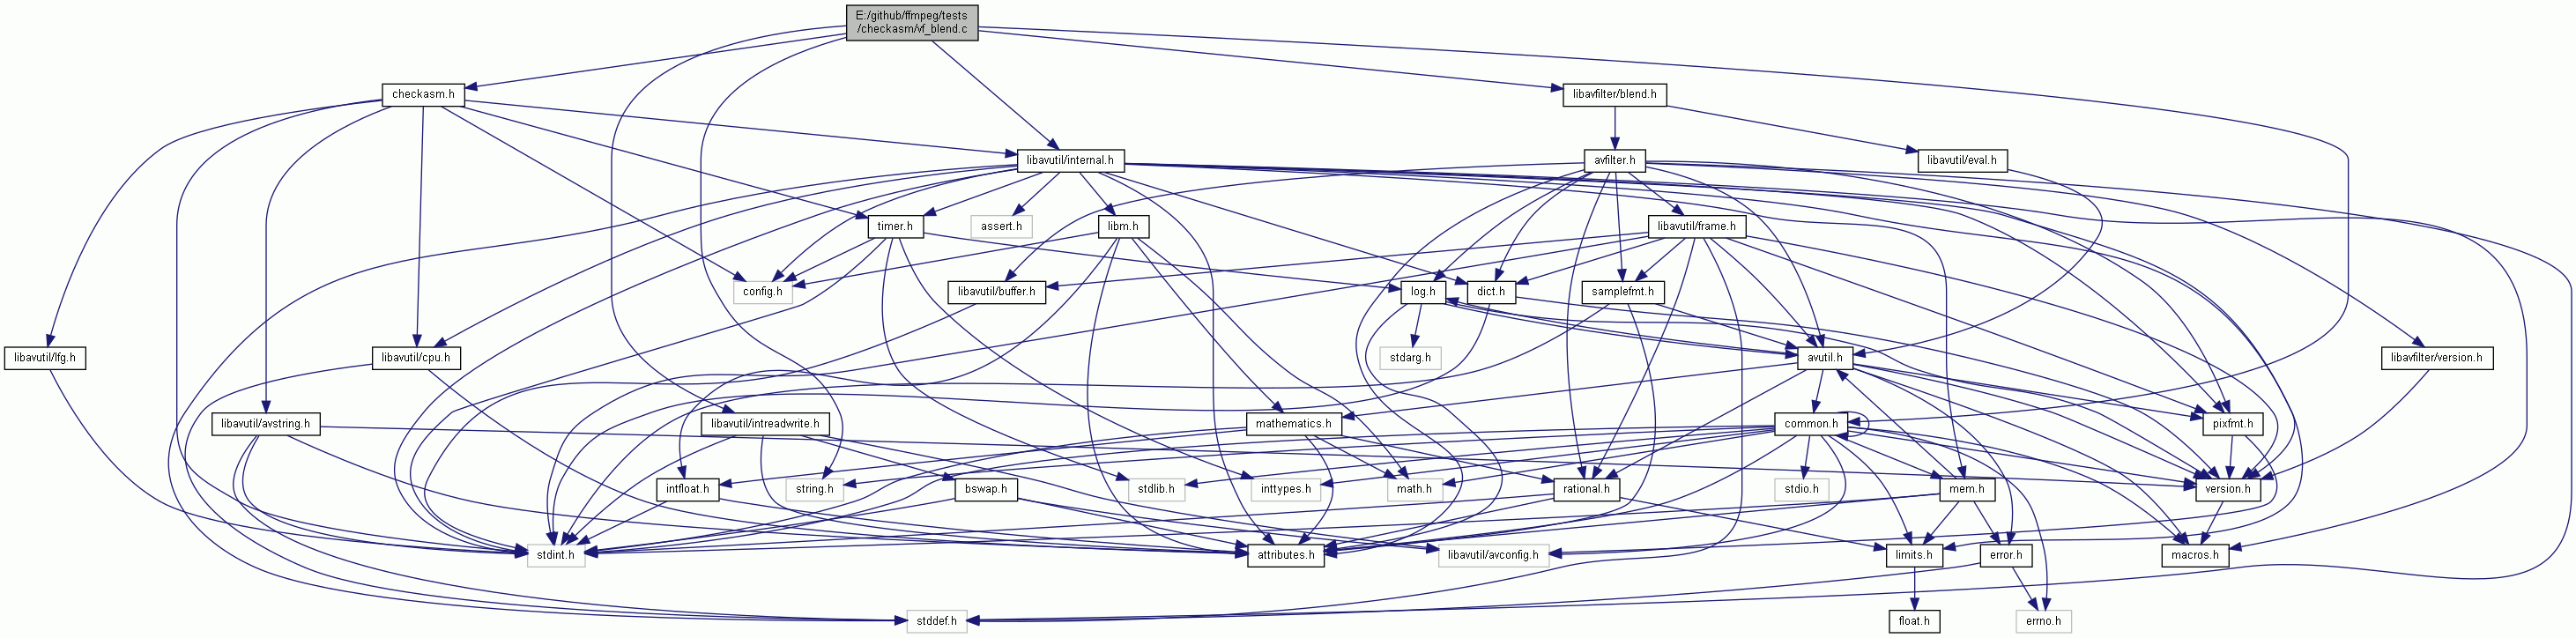 E:/github/ffmpeg/tests
/checkasm/vf_blend.c
checkasm.h
libavfilter/blend.h
libavutil/internal.h
avfilter.h
libavutil/eval.h
timer.h
assert.h
libm.h
libavutil/frame.h
config.h
libavutil/buffer.h
log.h
dict.h
samplefmt.h
libavutil/lfg.h
libavutil/cpu.h
stdarg.h
avutil.h
libavfilter/version.h
libavutil/avstring.h
libavutil/intreadwrite.h
mathematics.h
common.h
pixfmt.h
intfloat.h
string.h
bswap.h
stdlib.h
inttypes.h
math.h
rational.h
stdio.h
mem.h
version.h
stdint.h
libavutil/avconfig.h
attributes.h
limits.h
error.h
macros.h
stddef.h
float.h
errno.h